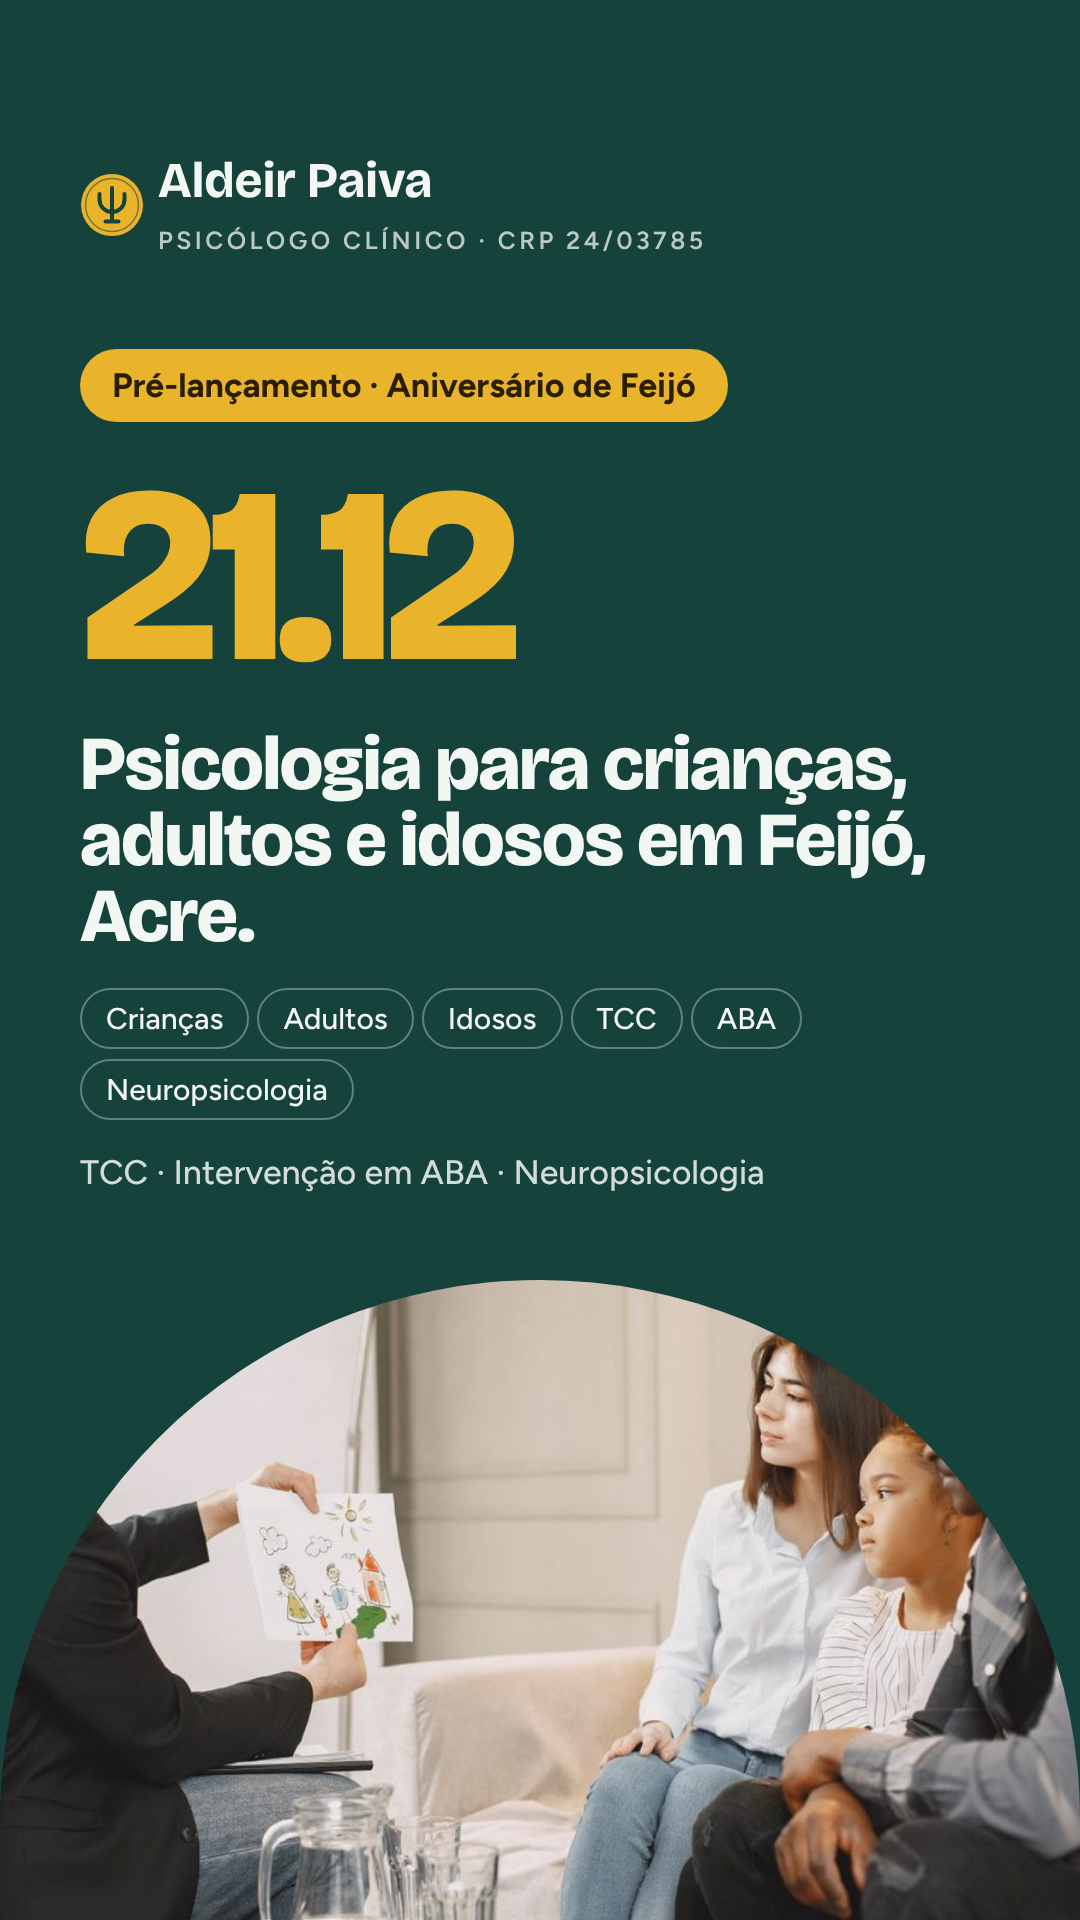 Aldeir Paiva
PSICÓLOGO CLÍNICO · CRP 24/03785
Pré-lançamento · Aniversário de Feijó
21.12
Psicologia para crianças,
adultos e idosos em Feijó,
Acre.
Crianças Adultos Idosos TCC ABA
Neuropsicologia
TCC · Intervenção em ABA · Neuropsicologia